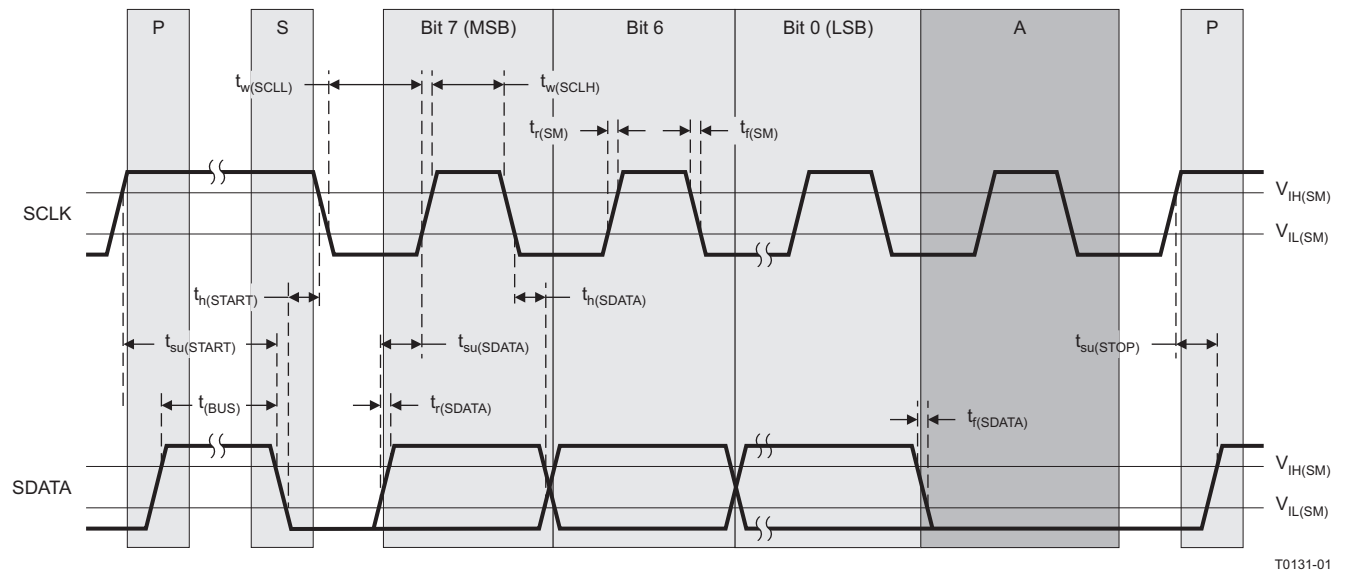 P
S
Bit 7 (MSB)
Bit 6
Bit 0 (LSB)
A
P
tw(SCLL)
tw(SCLH)
tr(SM)
tf(SM)
SCLK
VIH(SM)
VIL(SM)
th(START)
th(SDATA)
tsu(START)
tsu(SDATA)
tsu(STOP)
t(BUS)
tr(SDATA)
tf(SDATA)
SDATA
VIH(SM)
VIL(SM)
T0131-01